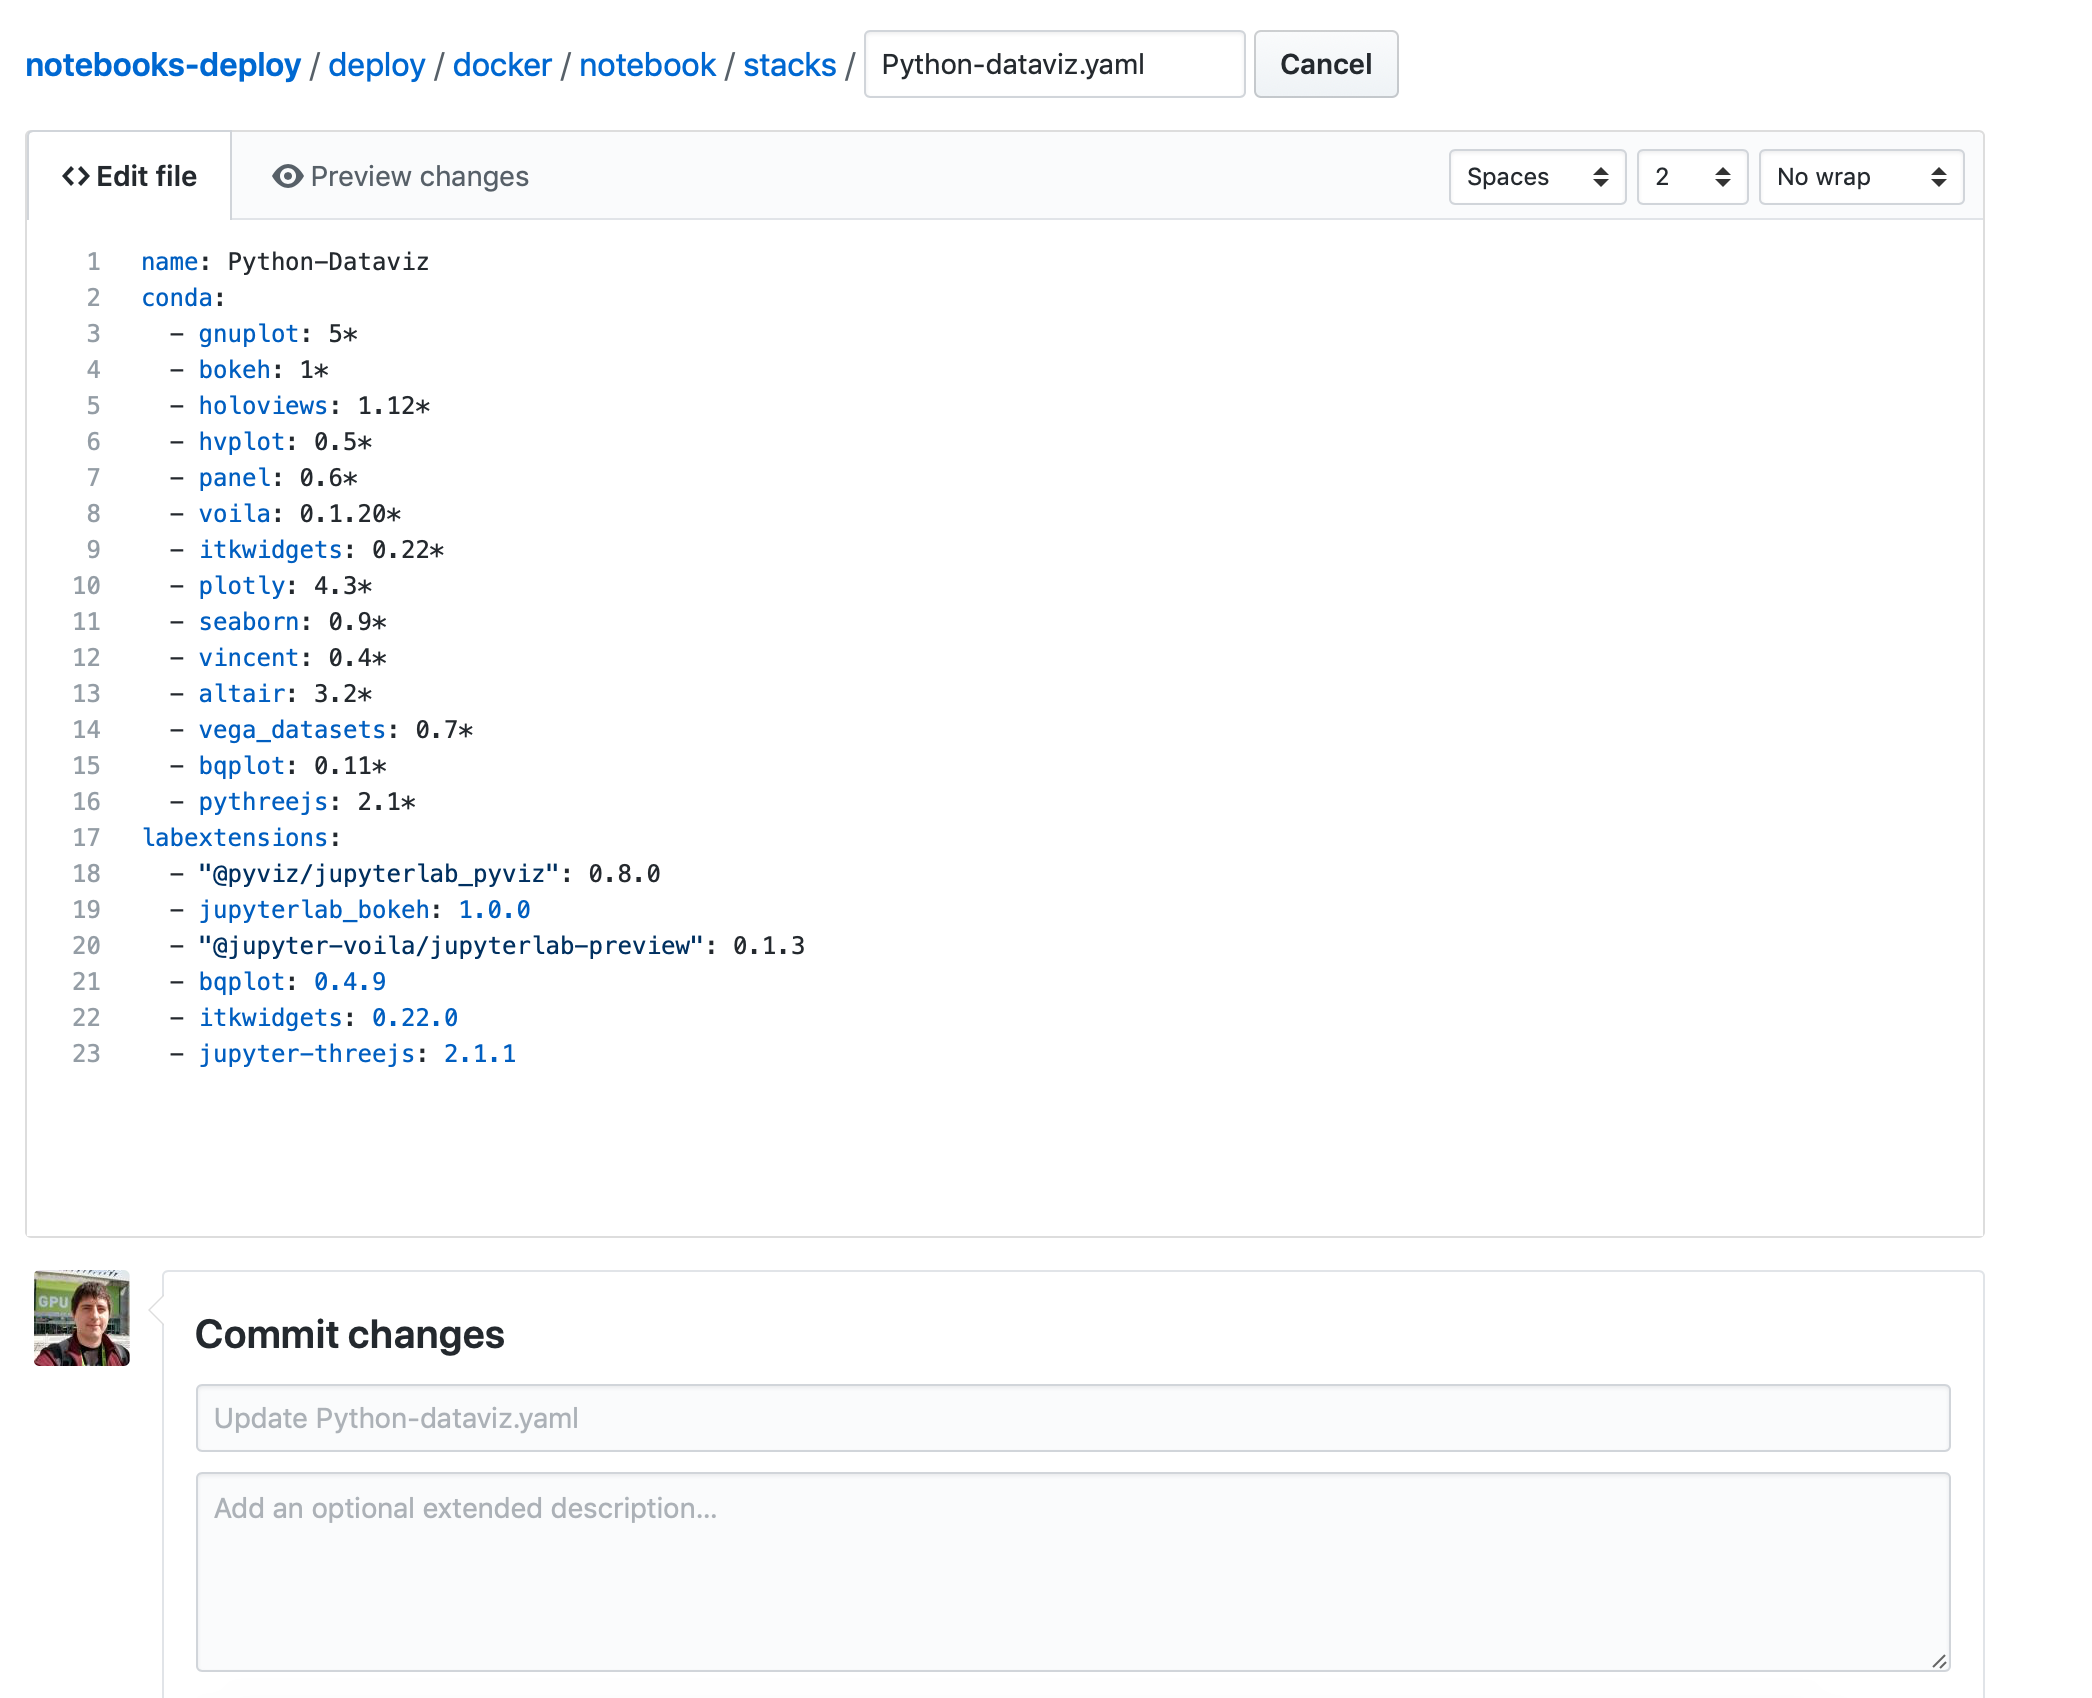 notebooks-deploy / deploy / docker / notebook / stacks / Python-dataviz.yaml Cancel
<> Edit file Preview changes Spaces 2 No wrap
1 name: Python-Dataviz
2 conda:
3 - gnuplot: 5*
4 - bokeh: 1*
5 - holoviews: 1.12*
6 - hvplot: 0.5*
7 - panel: 0.6*
8 - voila: 0.1.20*
9 - itkwidgets: 0.22*
10 - plotly: 4.3*
11 - seaborn: 0.9*
12 - vincent: 0.4*
13 - altair: 3.2*
14 - vega_datasets: 0.7*
15 - bqplot: 0.11*
16 - pythreejs: 2.1*
17 labextensions:
18 - "@pyviz/jupyterlab_pyviz": 0.8.0
19 - jupyterlab_bokeh: 1.0.0
20 - "@jupyter-voila/jupyterlab-preview": 0.1.3
21 - bqplot: 0.4.9
22 - itkwidgets: 0.22.0
23 - jupyter-threejs: 2.1.1
GPU
Commit changes
Update Python-dataviz.yaml
Add an optional extended description...